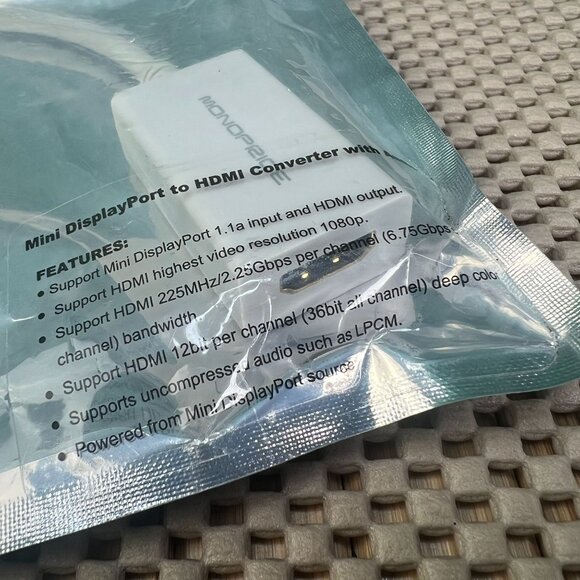 MONOPRICE
Mini DisplayPort to HDMI Converter with
FEATURES:
• Support Mini DisplayPort 1.1a input and HDMI output.
• Support HDMI highest video resolution 1080p.
• Support HDMI 225MHz/2.25Gbps per channel (6.75Gbps
channel) bandwidth
• Support HDMI 12bit per channel (36bit all channel) deep colo
• Supports uncompressed audio such as LPCM.
• Powered from Mini DisplayPort source